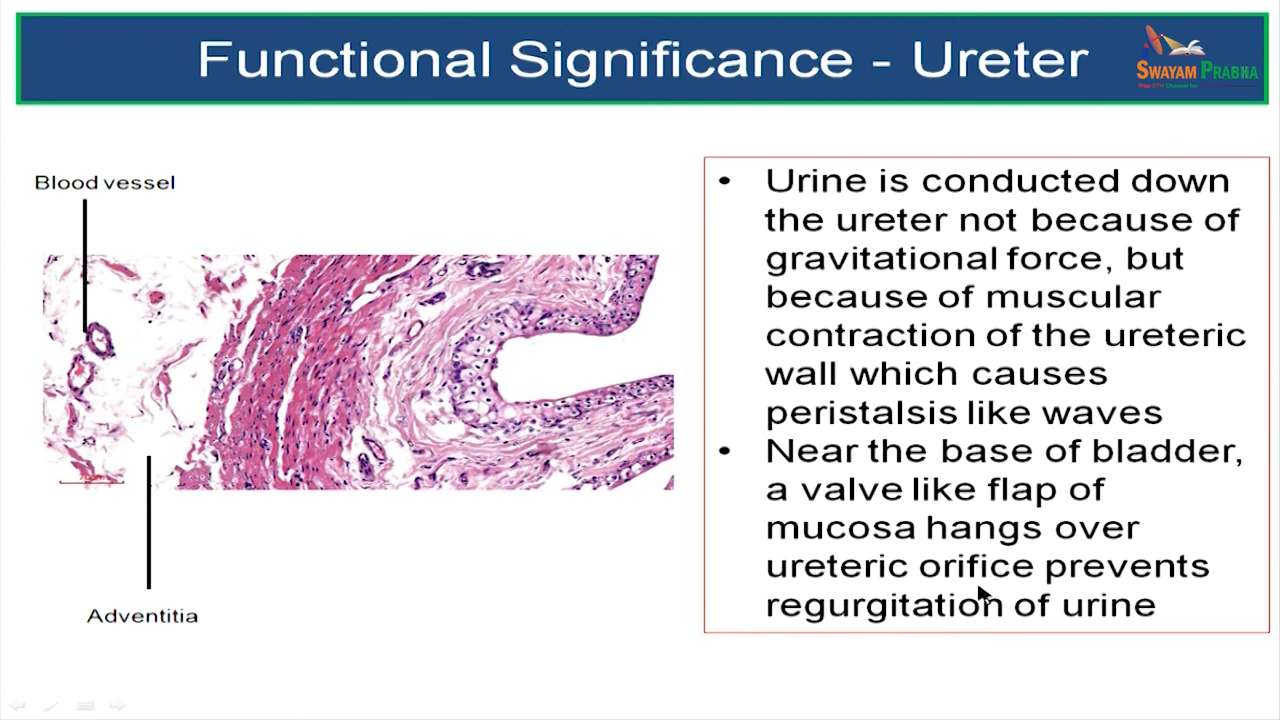 Functional Significance - Ureter
SWAYAM PRABHA
Blood vessel
Adventitia
• Urine is conducted down
the ureter not because of
gravitational force, but
because of muscular
contraction of the ureteric
wall which causes
peristalsis like waves
• Near the base of bladder,
a valve like flap of
mucosa hangs over
ureteric orifice prevents
regurgitation of urine